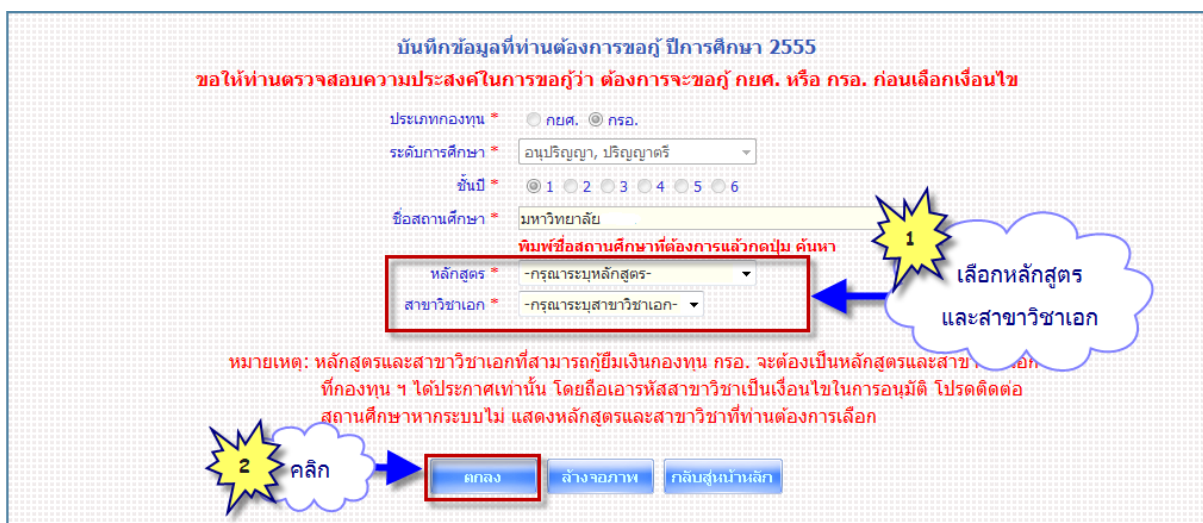 บันทึกข้อมูลที่ท่านต้องการขอกู้ ปีการศึกษา 2555
ขอให้ท่านตรวจสอบความประสงค์ในการขอกู้ว่า ต้องการจะขอกู้ กยศ. หรือ กรอ. ก่อนเลือกเงื่อนไข
ประเภทกองทุน * กยศ. กรอ.
ระดับการศึกษา * อนุปริญญา, ปริญญาตรี
ชั้นปี * 1 2 3 4 5 6
ชื่อสถานศึกษา * มหาวิทยาลัย
พิมพ์ชื่อสถานศึกษาที่ต้องการแล้วกดปุ่ม ค้นหา
หลักสูตร * -กรุณาระบุหลักสูตร-
สาขาวิชาเอก * -กรุณาระบุสาขาวิชาเอก-
1
เลือกหลักสูตร
และสาขาวิชาเอก
หมายเหตุ: หลักสูตรและสาขาวิชาเอกที่สามารถกู้ยืมเงินกองทุน กรอ. จะต้องเป็นหลักสูตรและ
ที่กองทุน ฯ ได้ประกาศเท่านั้น โดยถือเอารหัสสาขาวิชาเป็นเงื่อนไขในการอนุมัติ โปรดติดต่อ
สถานศึกษาหากระบบไม่ แสดงหลักสูตรและสาขาวิชาที่ท่านต้องการเลือก
2 คลิก
ตกลง ล้างจอภาพ กลับสู่หน้าหลัก